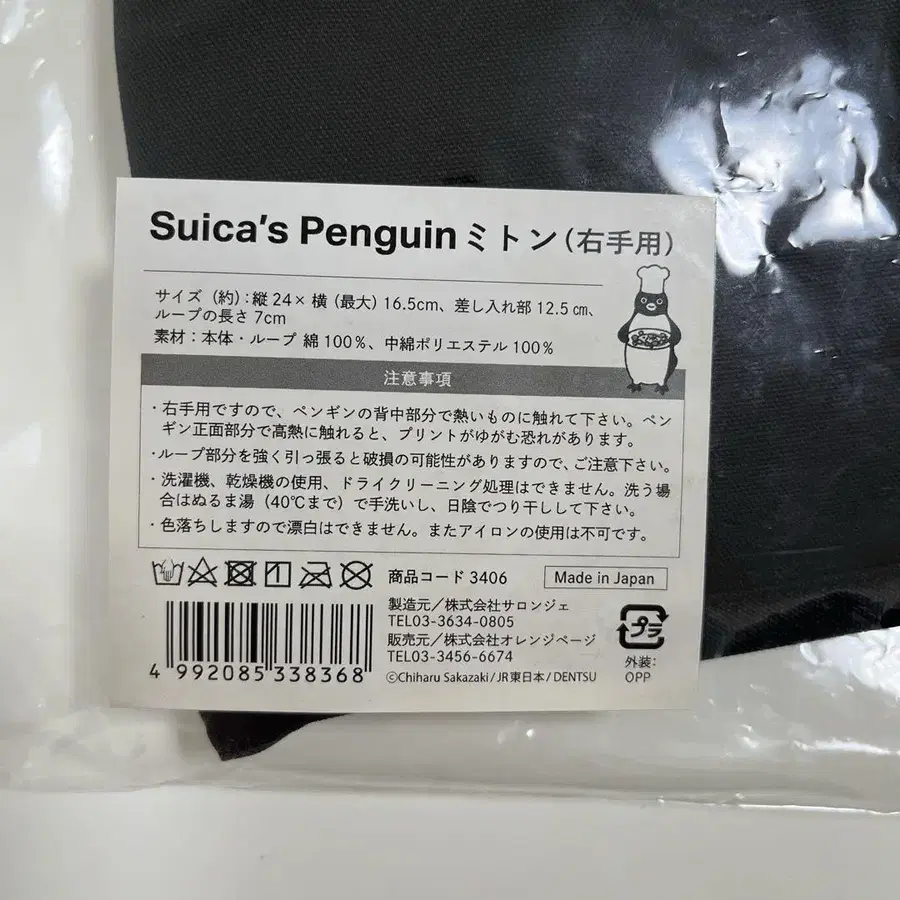 Suica's Penguin ミトン(右手用)
サイズ(約):縦24×横(最大)16.5cm、差し入れ部12.5㎝、
ループの長さ7cm
素材:本体・ループ 綿100%、中綿ポリエステル100%
注意事項
・右手用ですので、ペンギンの背中部分で熱いものに触れて下さい。ペン
ギン正面部分で高熱に触れると、プリントがゆがむ恐れがあります。
・ループ部分を強く引っ張ると破損の可能性がありますので、ご注意下さい。
・洗濯機、乾燥機の使用、ドライクリーニング処理はできません。洗う場
合はぬるま湯(40℃まで)で手洗いし、日陰でつり干しして下さい。
・色落ちしますので漂白はできません。またアイロンの使用は不可です。
商品コード 3406
Made in Japan
製造元/株式会社サロンジェ
TEL03-3634-0805
販売元/株式会社オレンジページ
TEL03-3456-6674
©Chiharu Sakazaki/JR東日本/DENTSU
プラ
外装:
OPP
4 992085 338368